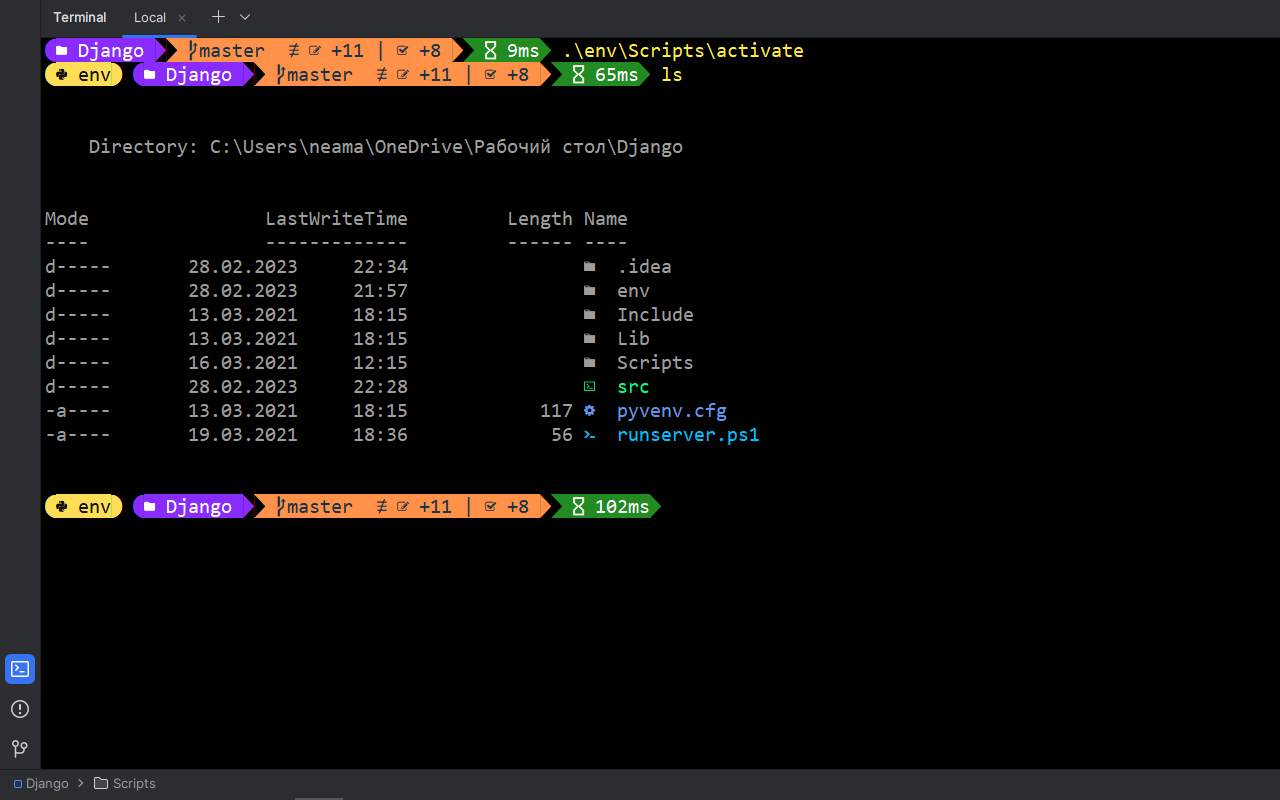 Terminal Local
Django master ≢ +11 | +8 9ms .\env\Scripts\activate
env Django master ≢ +11 | +8 65ms ls
Directory: C:\Users\neama\OneDrive\Рабочий стол\Django
Mode LastWriteTime Length Name
---- ------------- ------ ----
d----- 28.02.2023 22:34 .idea
d----- 28.02.2023 21:57 env
d----- 13.03.2021 18:15 Include
d----- 13.03.2021 18:15 Lib
d----- 16.03.2021 12:15 Scripts
d----- 28.02.2023 22:28 src
-a---- 13.03.2021 18:15 117 pyvenv.cfg
-a---- 19.03.2021 18:36 56 runserver.ps1
env Django master ≢ +11 | +8 102ms
Django > Scripts